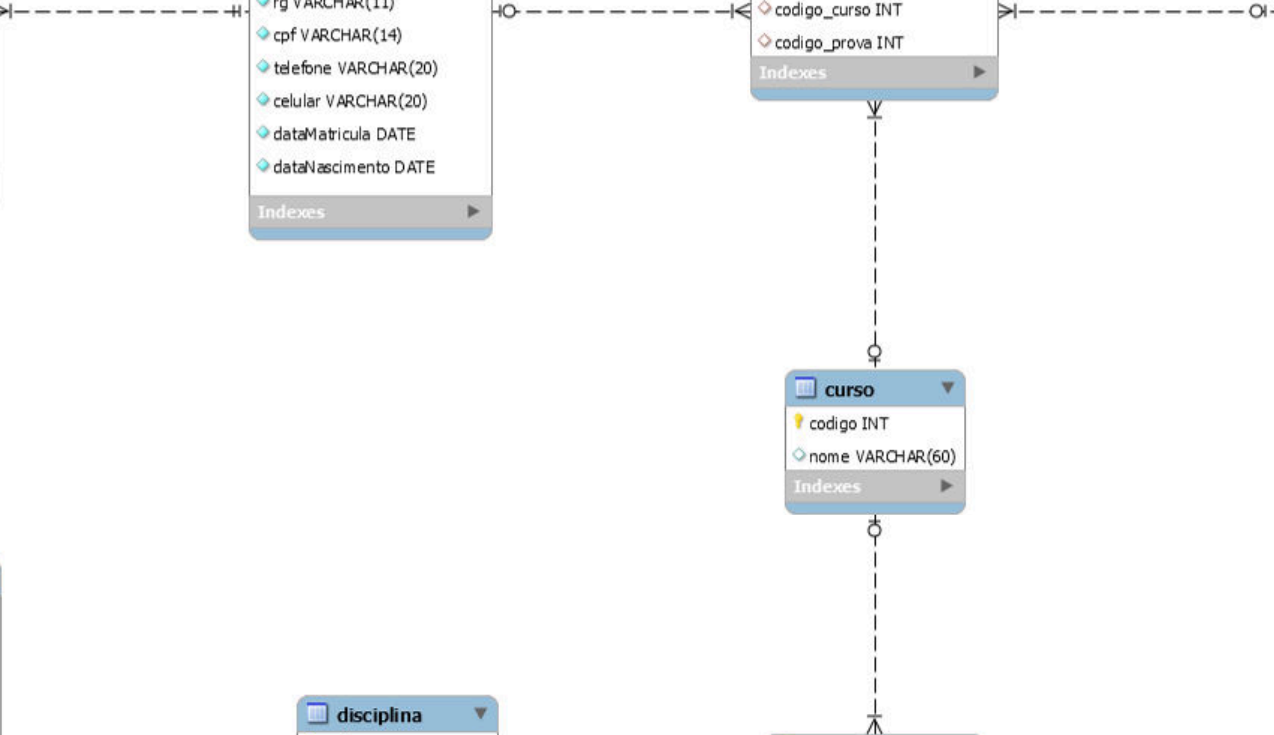 rg VARCHAR(11)
cpf VARCHAR(14)
telefone VARCHAR(20)
celular VARCHAR(20)
dataMatricula DATE
dataNascimento DATE
Indexes
codigo_curso INT
codigo_prova INT
Indexes
curso
codigo INT
nome VARCHAR(60)
Indexes
disciplina